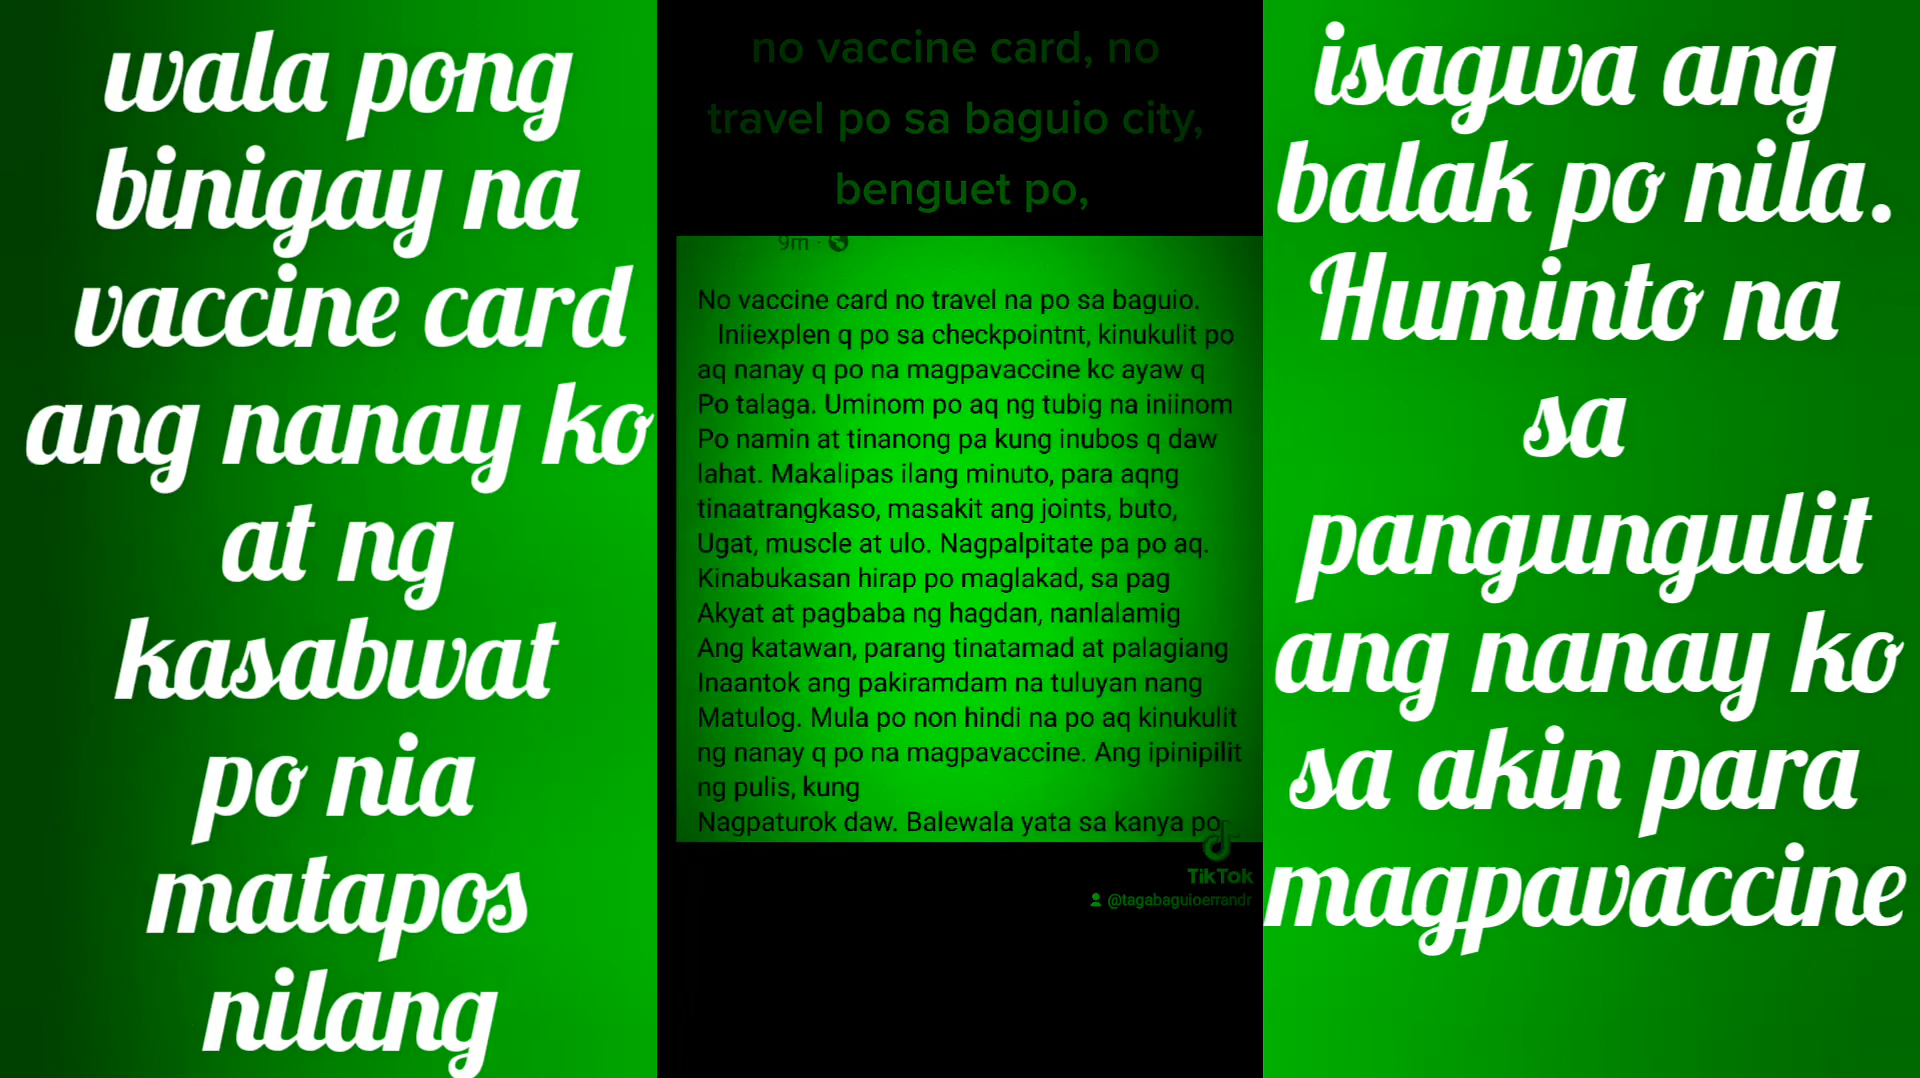 wala pong
binigay na
vaccine card
ang nanay ko
at ng
kasabwat
po nia
matapos
nilang
no vaccine card, no
travel po sa baguio city,
benguet po,
9m ·
No vaccine card no travel na po sa baguio.
Iniiexplen q po sa checkpointnt, kinukulit po
aq nanay q po na magpavaccine kc ayaw q
Po talaga. Uminom po aq ng tubig na iniinom
Po namin at tinanong pa kung inubos q daw
lahat. Makalipas ilang minuto, para aqng
tinaatrangkaso, masakit ang joints, buto,
Ugat, muscle at ulo. Nagpalpitate pa po aq.
Kinabukasan hirap po maglakad, sa pag
Akyat at pagbaba ng hagdan, nanlalamig
Ang katawan, parang tinatamad at palagiang
Inaantok ang pakiramdam na tuluyan nang
Matulog. Mula po non hindi na po aq kinukulit
ng nanay q po na magpavaccine. Ang ipinipilit
ng pulis, kung
Nagpaturok daw. Balewala yata sa kanya po
TikTok
@tagabaguioerrandr
isagwa ang
balak po nila.
Huminto na
sa
pangungulit
ang nanay ko
sa akin para
magpavaccine